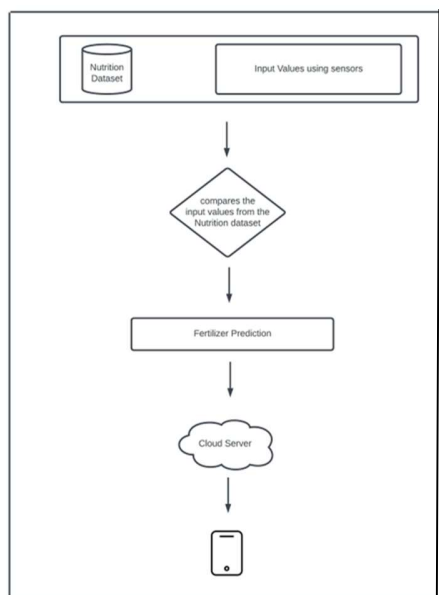 Nutrition
Dataset
Input Values using sensors
compares the
input values from the
Nutrition dataset
Fertilizer Prediction
Cloud Server